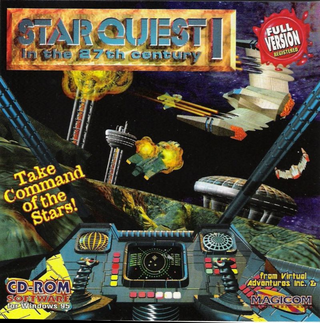 STAR QUEST I
in the 27th century
FULL
VERSION
REGISTERED
Take
Command
of the
Stars!
CD-ROM
SOFTWARE
for Windows 95
from Virtual
Adventures Inc. &
MAGICOM